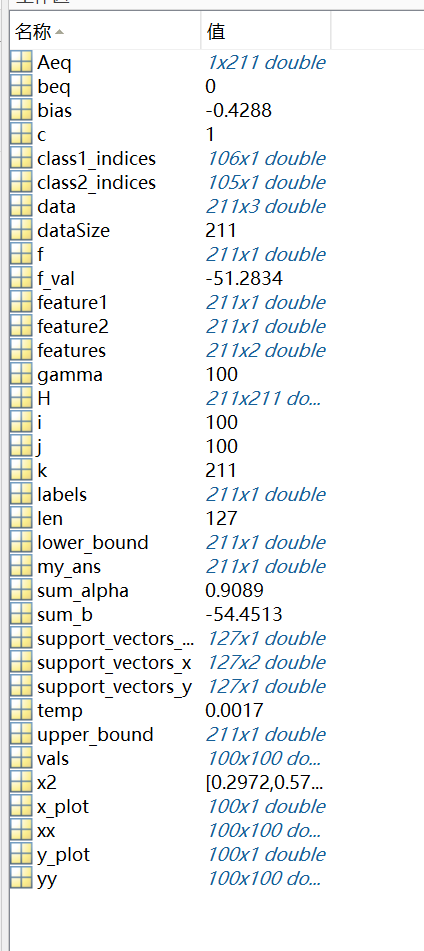 名称 值
Aeq 1x211 double
beq 0
bias -0.4288
c 1
class1_indices 106x1 double
class2_indices 105x1 double
data 211x3 double
dataSize 211
f 211x1 double
f_val -51.2834
feature1 211x1 double
feature2 211x1 double
features 211x2 double
gamma 100
H 211x211 do...
i 100
j 100
k 211
labels 211x1 double
len 127
lower_bound 211x1 double
my_ans 211x1 double
sum_alpha 0.9089
sum_b -54.4513
support_vectors_... 127x1 double
support_vectors_x 127x2 double
support_vectors_y 127x1 double
temp 0.0017
upper_bound 211x1 double
vals 100x100 do...
x2 [0.2972,0.57...
x_plot 100x1 double
xx 100x100 do...
y_plot 100x1 double
yy 100x100 do...